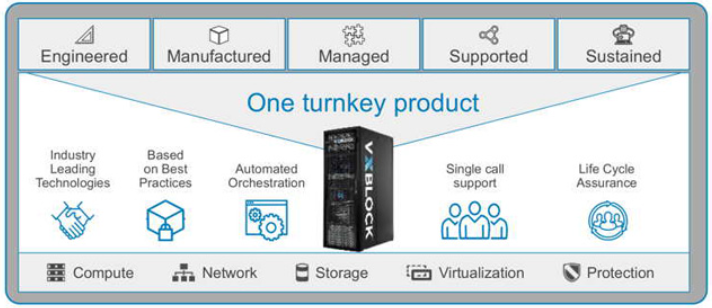 Engineered
Manufactured
Managed
Supported
Sustained
One turnkey product
Industry
Leading
Technologies
Based
on Best
Practices
Automated
Orchestration
VXBLOCK
Single call
support
Life Cycle
Assurance
Compute
Network
Storage
Virtualization
Protection